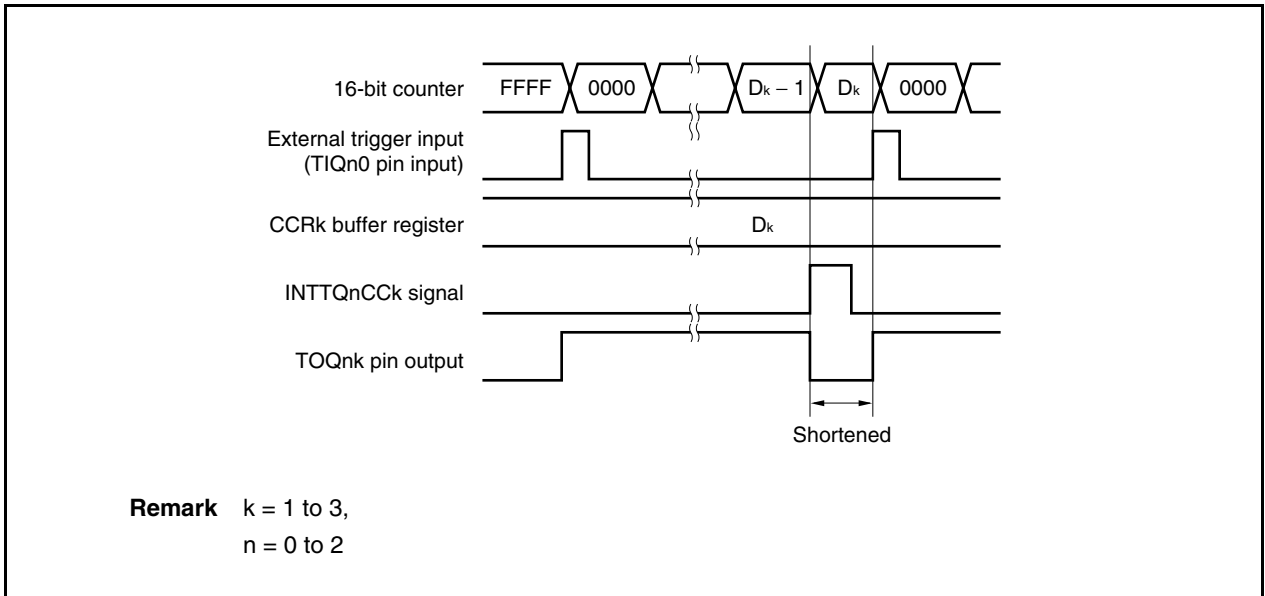 16-bit counter FFFF 0000 Dk − 1 Dk 0000
External trigger input
(TIQn0 pin input)
CCRk buffer register Dk
INTTQnCCk signal
TOQnk pin output
Shortened
Remark k = 1 to 3,
n = 0 to 2